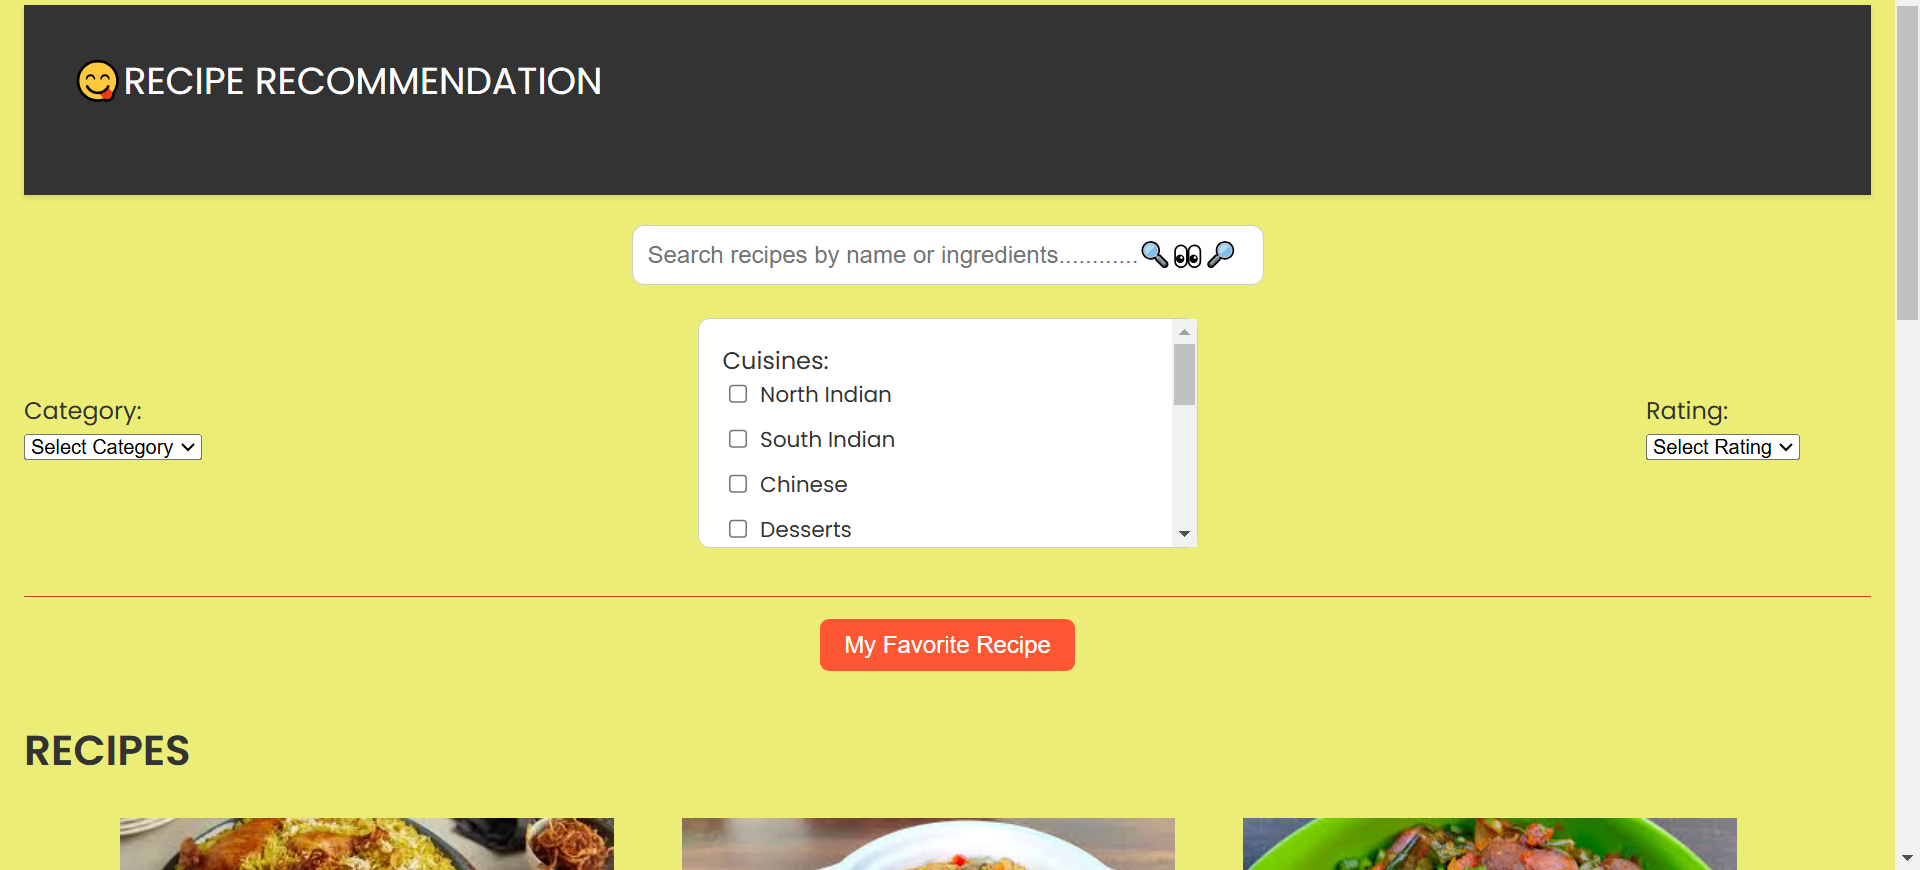 😋RECIPE RECOMMENDATION
Search recipes by name or ingredients............🔍👀🔎
Cuisines:
North Indian
South Indian
Chinese
Desserts
Category:
Select Category
Rating:
Select Rating
My Favorite Recipe
RECIPES